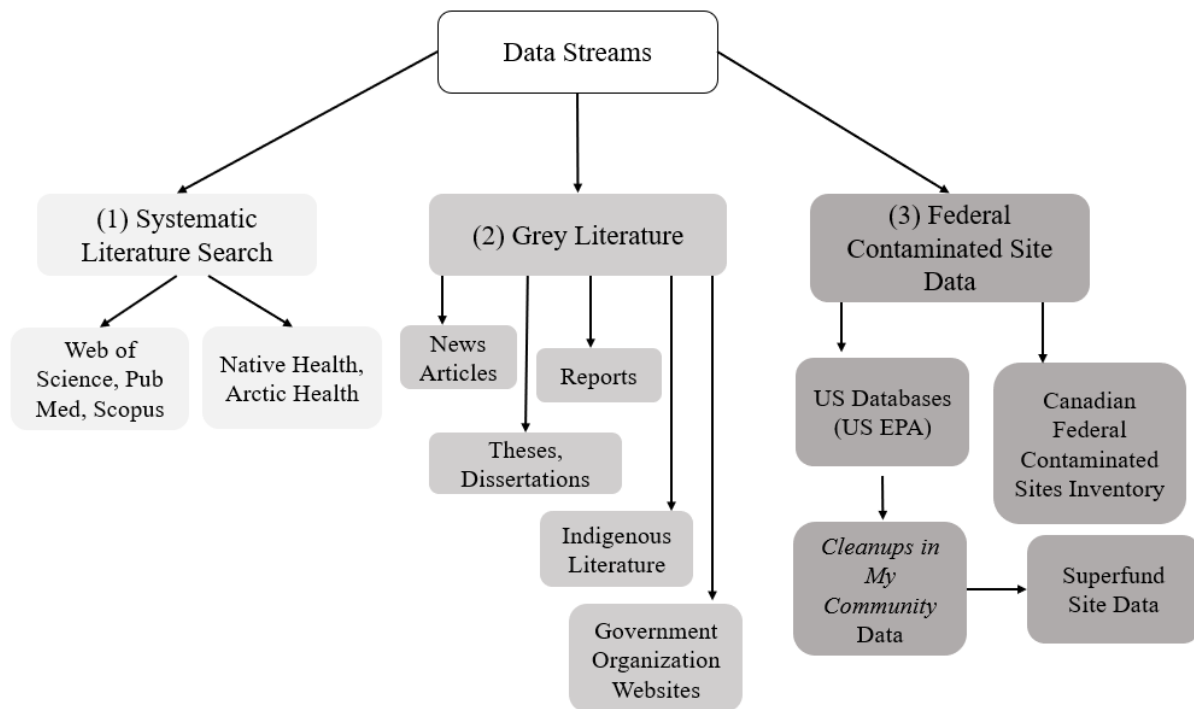 Data Streams
(1) Systematic
Literature Search
(2) Grey Literature
(3) Federal
Contaminated Site
Data
Web of
Science, Pub
Med, Scopus
Native Health,
Arctic Health
News
Articles
Reports
Theses,
Dissertations
Indigenous
Literature
Government
Organization
Websites
US Databases
(US EPA)
Canadian
Federal
Contaminated
Sites Inventory
Cleanups in
My
Community
Data
Superfund
Site Data